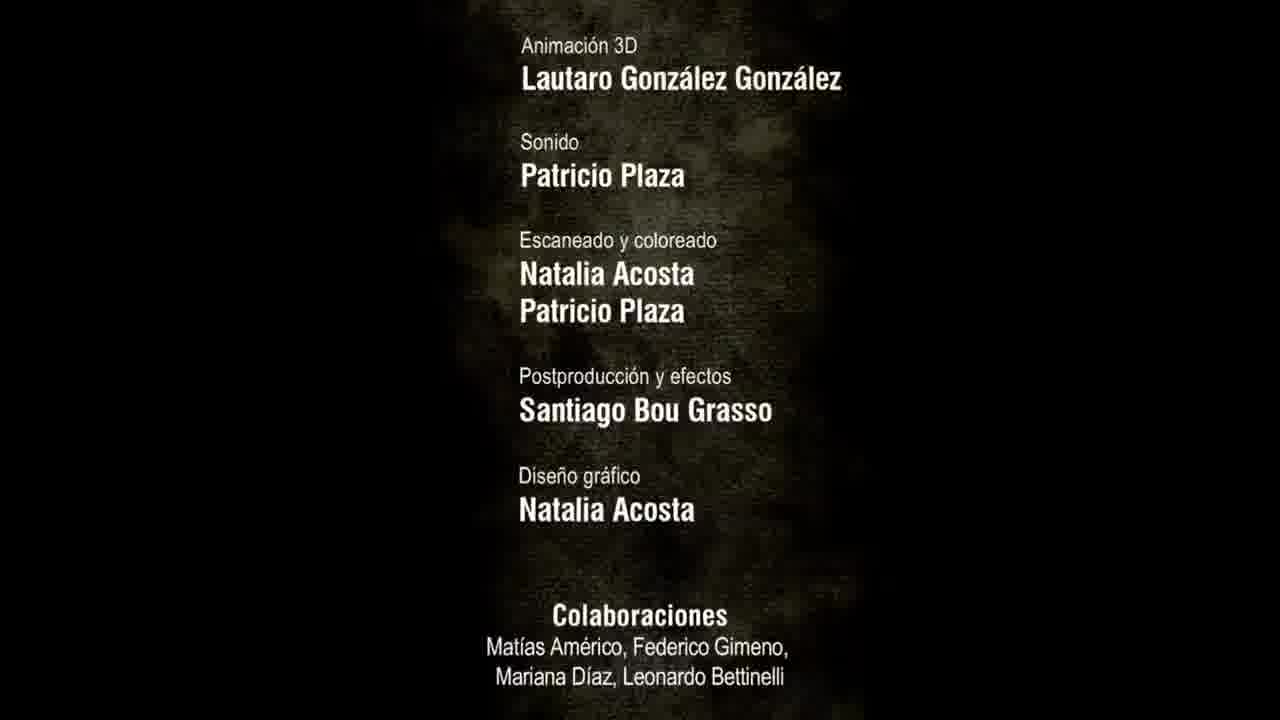 Animación 3D
Lautaro González González
Sonido
Patricio Plaza
Escaneado y coloreado
Natalia Acosta
Patricio Plaza
Postproducción y efectos
Santiago Bou Grasso
Diseño gráfico
Natalia Acosta
Colaboraciones
Matías Américo, Federico Gimeno,
Mariana Díaz, Leonardo Bettinelli